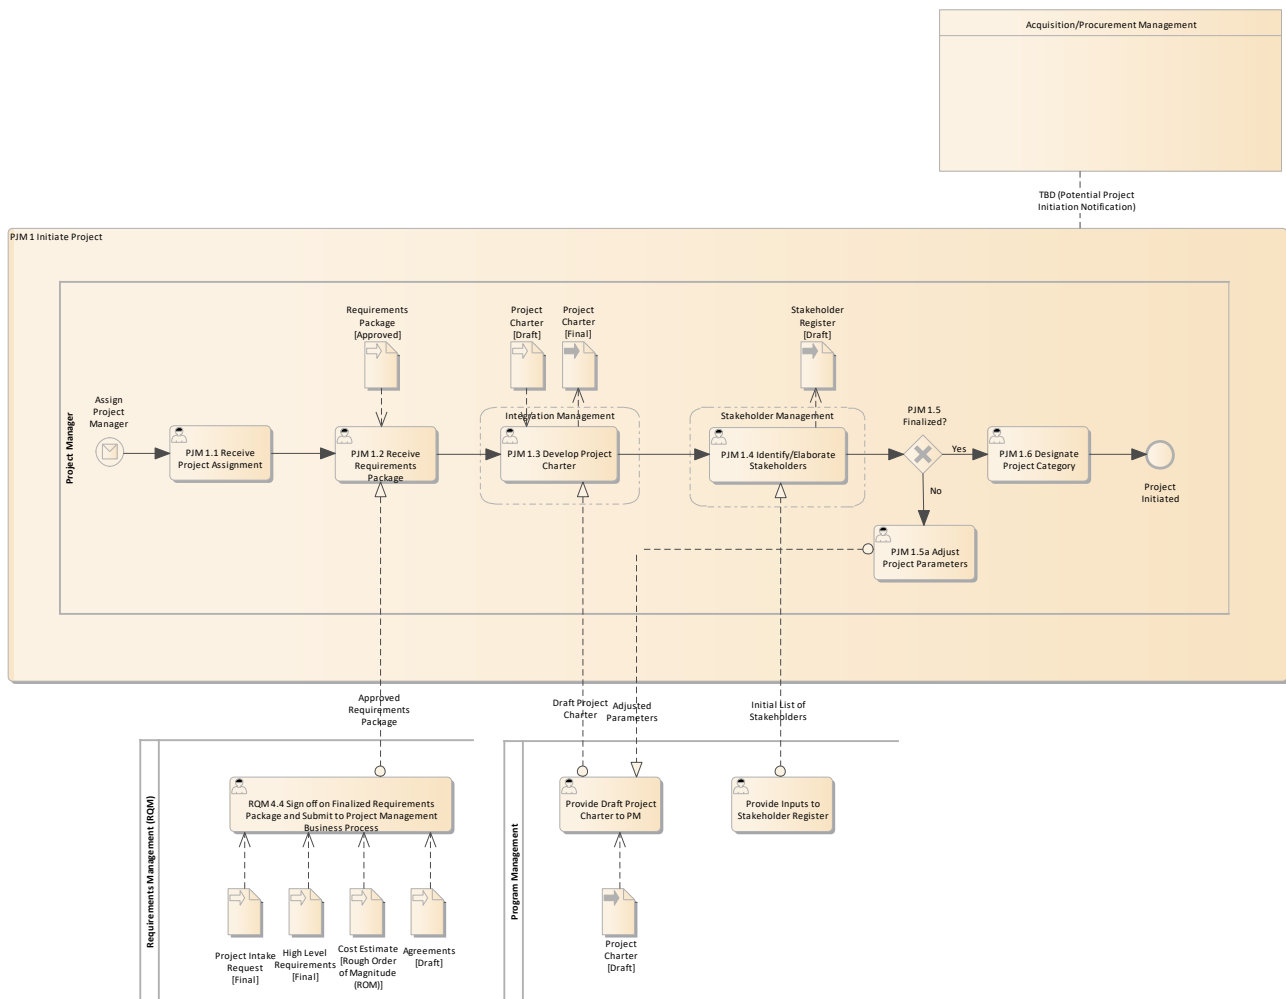 Acquisition/Procurement Management
TBD (Potential Project
Initiation Notification)
PJM 1 Initiate Project
Project Manager
Assign
Project
Manager
PJM 1.1 Receive
Project Assignment
Requirements
Package
[Approved]
PJM 1.2 Receive
Requirements
Package
Project
Charter
[Draft]
Project
Charter
[Final]
Integration Management
PJM 1.3 Develop Project
Charter
Stakeholder
Register
[Draft]
Stakeholder Management
PJM 1.4 Identify/Elaborate
Stakeholders
PJM 1.5
Finalized?
Yes
No
PJM 1.6 Designate
Project Category
Project
Initiated
PJM 1.5a Adjust
Project Parameters
Approved
Requirements
Package
Draft Project
Charter
Adjusted
Parameters
Initial List of
Stakeholders
Requirements Management (RQM)
RQM 4.4 Sign off on Finalized Requirements
Package and Submit to Project Management
Business Process
Project Intake
Request
[Final]
High Level
Requirements
[Final]
Cost Estimate
[Rough Order
of Magnitude
(ROM)]
Agreements
[Draft]
Program Management
Provide Draft Project
Charter to PM
Project
Charter
[Draft]
Provide Inputs to
Stakeholder Register